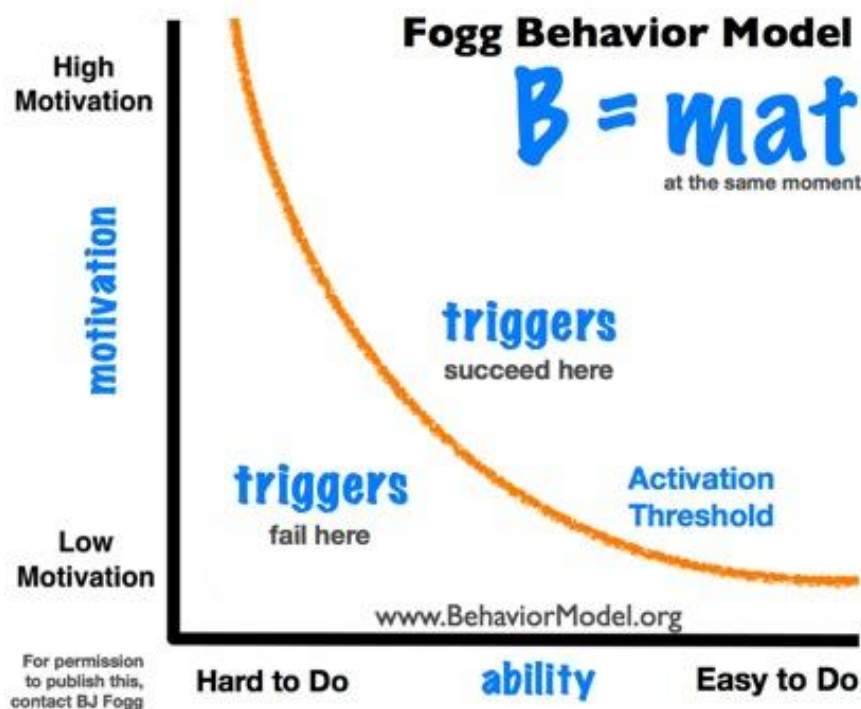 Fogg Behavior Model
B = mat
at the same moment
High
Motivation
motivation
triggers
succeed here
triggers
fail here
Activation
Threshold
Low
Motivation
www.BehaviorModel.org
For permission
to publish this,
contact BJ Fogg
Hard to Do
ability
Easy to Do